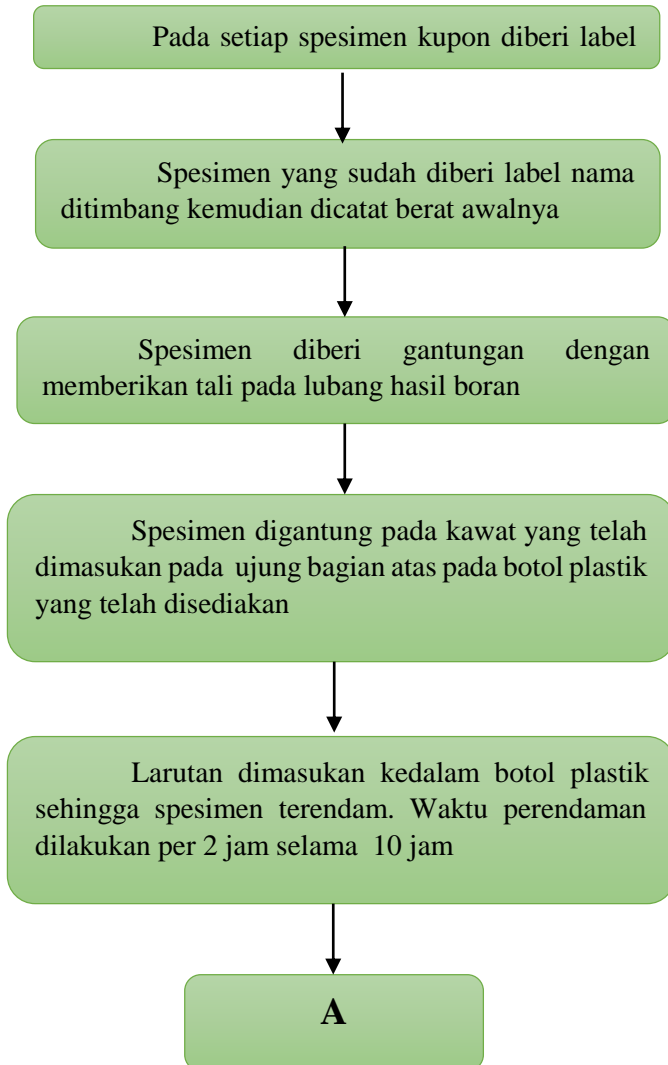 Pada setiap spesimen kupon diberi label
Spesimen yang sudah diberi label nama
ditimbang kemudian dicatat berat awalnya
Spesimen diberi gantungan dengan
memberikan tali pada lubang hasil boran
Spesimen digantung pada kawat yang telah
dimasukan pada ujung bagian atas pada botol plastik
yang telah disediakan
Larutan dimasukan kedalam botol plastik
sehingga spesimen terendam. Waktu perendaman
dilakukan per 2 jam selama 10 jam
A